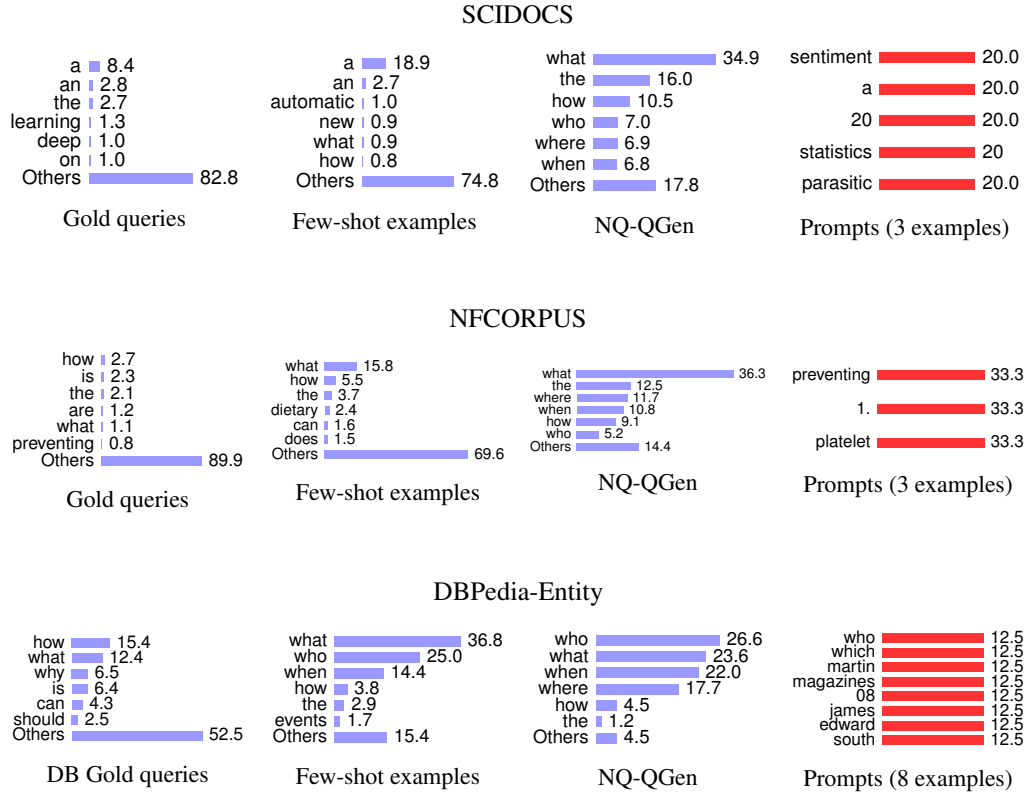 SCIDOCS
a 8.4
an 2.8
the 2.7
learning 1.3
deep 1.0
on 1.0
Others 82.8
Gold queries
a 18.9
an 2.7
automatic 1.0
new 0.9
what 0.9
how 0.8
Others 74.8
Few-shot examples
what 34.9
the 16.0
how 10.5
who 7.0
where 6.9
when 6.8
Others 17.8
NQ-QGen
sentiment 20.0
a 20.0
20 20.0
statistics 20
parasitic 20.0
Prompts (3 examples)
NFCORPUS
how 2.7
is 2.3
the 2.1
are 1.2
what 1.1
preventing 0.8
Others 89.9
Gold queries
what 15.8
how 5.5
the 3.7
dietary 2.4
can 1.6
does 1.5
Others 69.6
Few-shot examples
what 36.3
the 12.5
where 11.7
when 10.8
how 9.1
who 5.2
Others 14.4
NQ-QGen
preventing 33.3
1. 33.3
platelet 33.3
Prompts (3 examples)
DBPedia-Entity
how 15.4
what 12.4
why 6.5
is 6.4
can 4.3
should 2.5
Others 52.5
DB Gold queries
what 36.8
who 25.0
when 14.4
how 3.8
the 2.9
events 1.7
Others 15.4
Few-shot examples
who 26.6
what 23.6
when 22.0
where 17.7
how 4.5
the 1.2
Others 4.5
NQ-QGen
who 12.5
which 12.5
martin 12.5
magazines 12.5
08 12.5
james 12.5
edward 12.5
south 12.5
Prompts (8 examples)